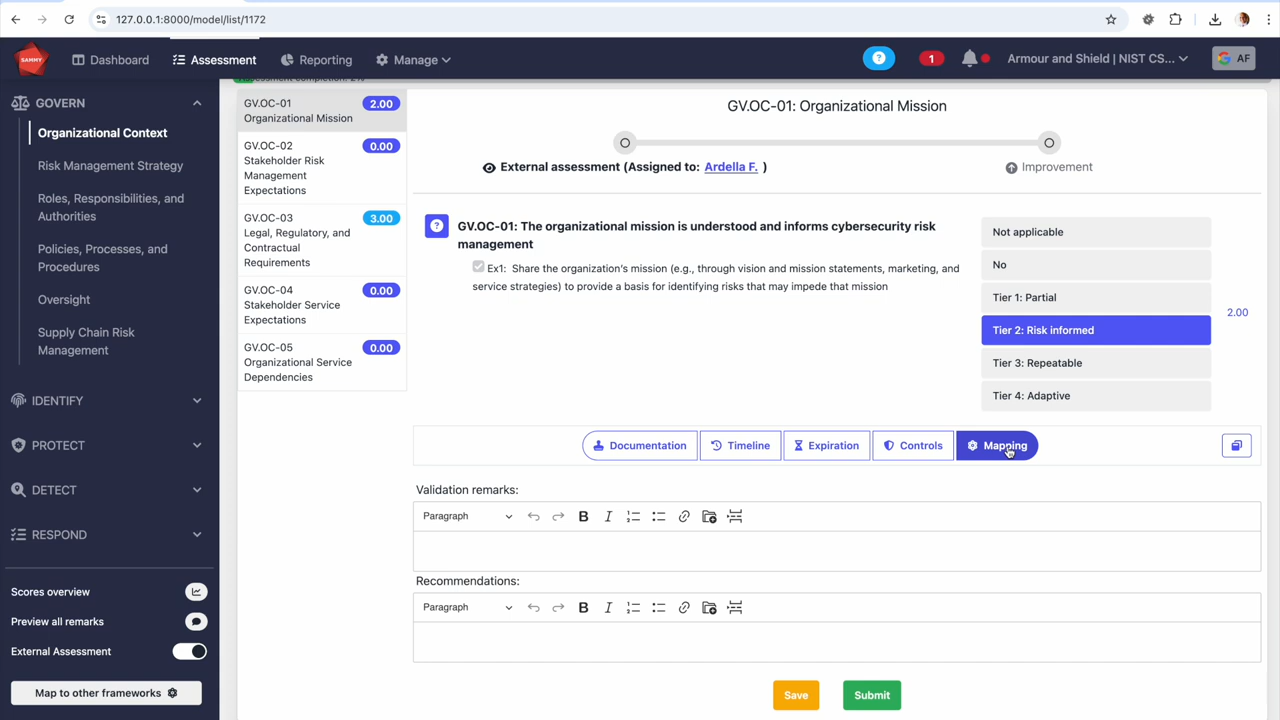 127.0.0.1:8000/model/list/1172
SAMMY
Dashboard
Assessment
Reporting
Manage
1
Armour and Shield | NIST CS...
AF
GOVERN
Organizational Context
Risk Management Strategy
Roles, Responsibilities, and
Authorities
Policies, Processes, and
Procedures
Oversight
Supply Chain Risk
Management
IDENTIFY
PROTECT
DETECT
RESPOND
Scores overview
Preview all remarks
External Assessment
Map to other frameworks
GV.OC-01
2.00
Organizational Mission
GV.OC-02
0.00
Stakeholder Risk
Management
Expectations
GV.OC-03
3.00
Legal, Regulatory, and
Contractual
Requirements
GV.OC-04
0.00
Stakeholder Service
Expectations
GV.OC-05
0.00
Organizational Service
Dependencies
GV.OC-01: Organizational Mission
External assessment (Assigned to: Ardella F. )
Improvement
GV.OC-01: The organizational mission is understood and informs cybersecurity risk
management
Ex1: Share the organization's mission (e.g., through vision and mission statements, marketing, and
service strategies) to provide a basis for identifying risks that may impede that mission
Not applicable
No
Tier 1: Partial
Tier 2: Risk informed
Tier 3: Repeatable
Tier 4: Adaptive
2.00
Documentation
Timeline
Expiration
Controls
Mapping
Validation remarks:
Paragraph
Recommendations:
Paragraph
Save
Submit